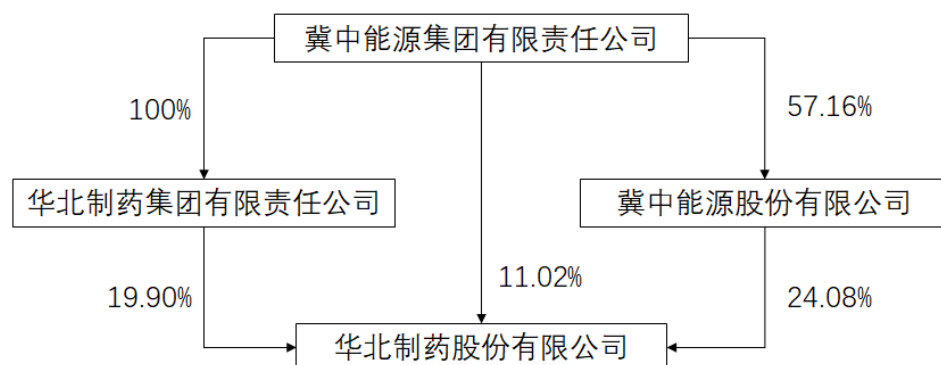 冀中能源集团有限责任公司
100%
57.16%
华北制药集团有限责任公司
冀中能源股份有限公司
19.90%
11.02%
24.08%
华北制药股份有限公司